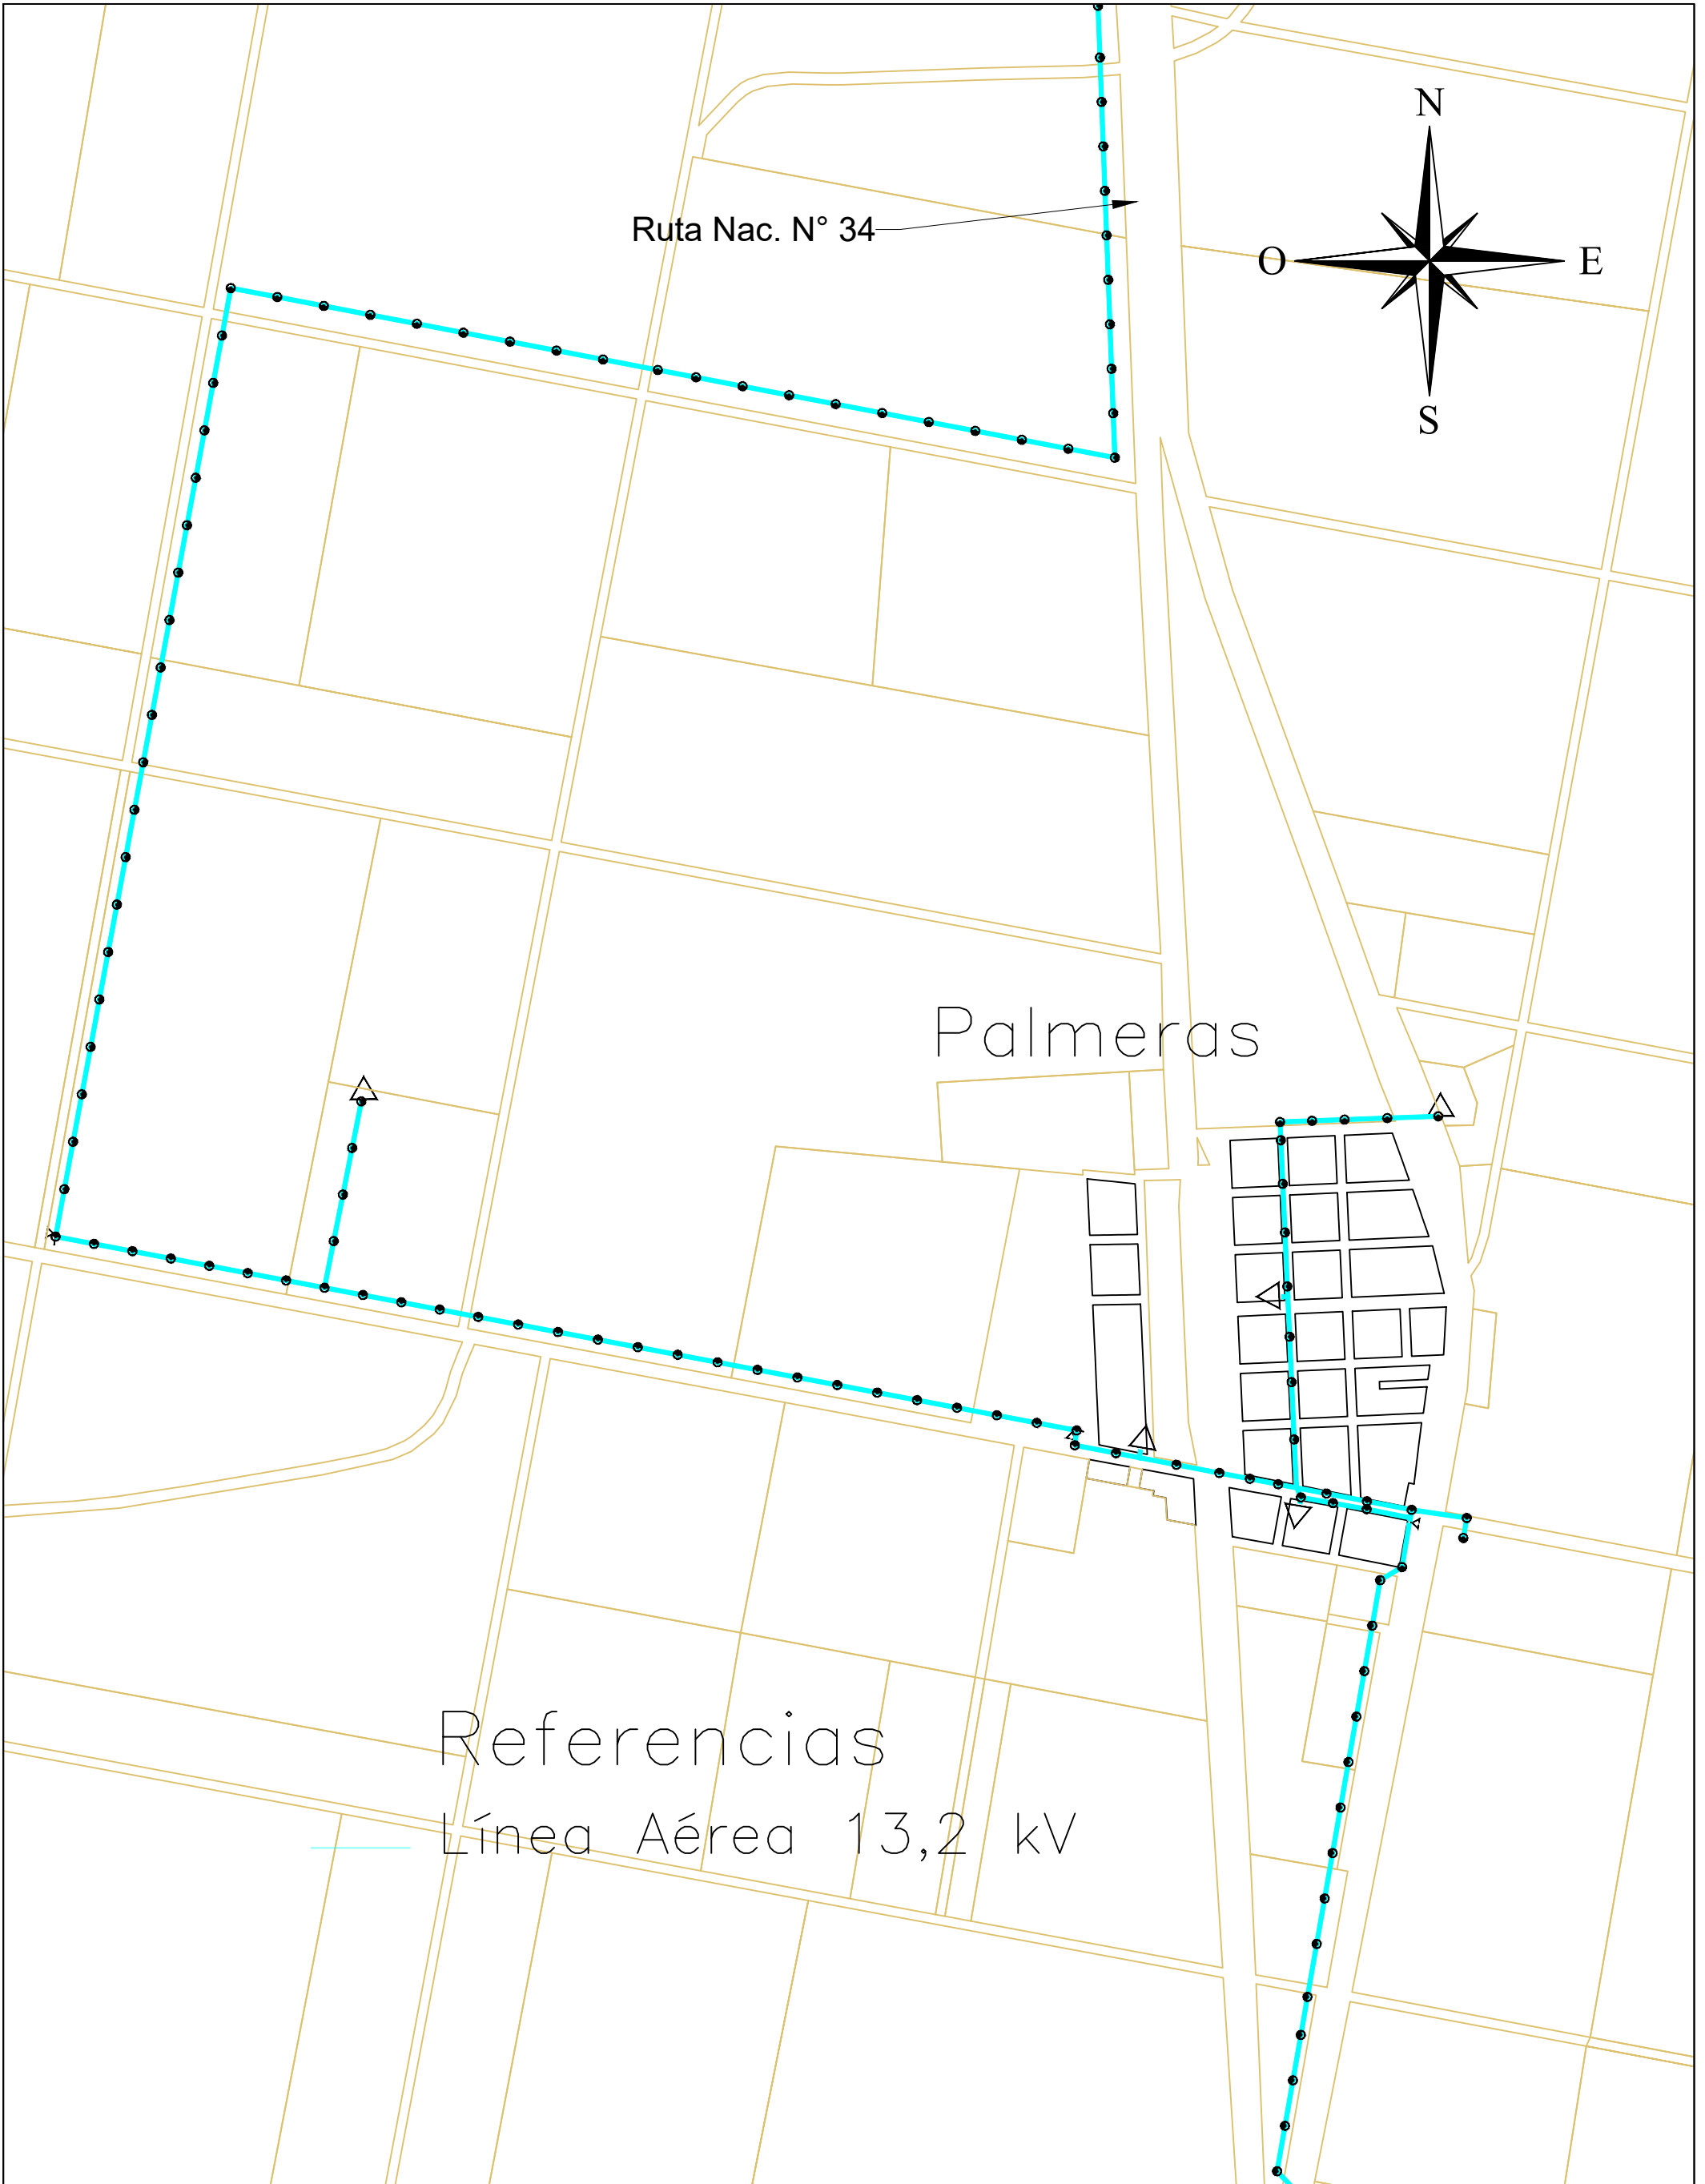 N
Ruta Nac. N° 34
O
E
S
Palmeras
Referencias
Línea Aérea 13,2 kV